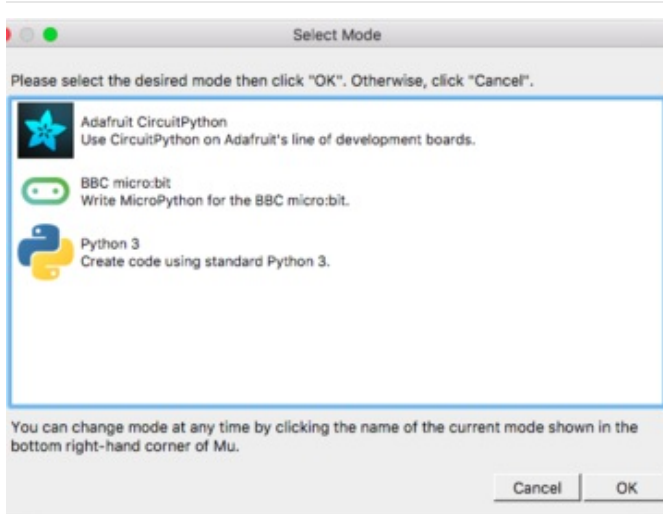 Select Mode
Please select the desired mode then click "OK". Otherwise, click "Cancel".
Adafruit CircuitPython
Use CircuitPython on Adafruit's line of development boards.
BBC micro:bit
Write MicroPython for the BBC micro:bit.
Python 3
Create code using standard Python 3.
You can change mode at any time by clicking the name of the current mode shown in the
bottom right-hand corner of Mu.
Cancel OK